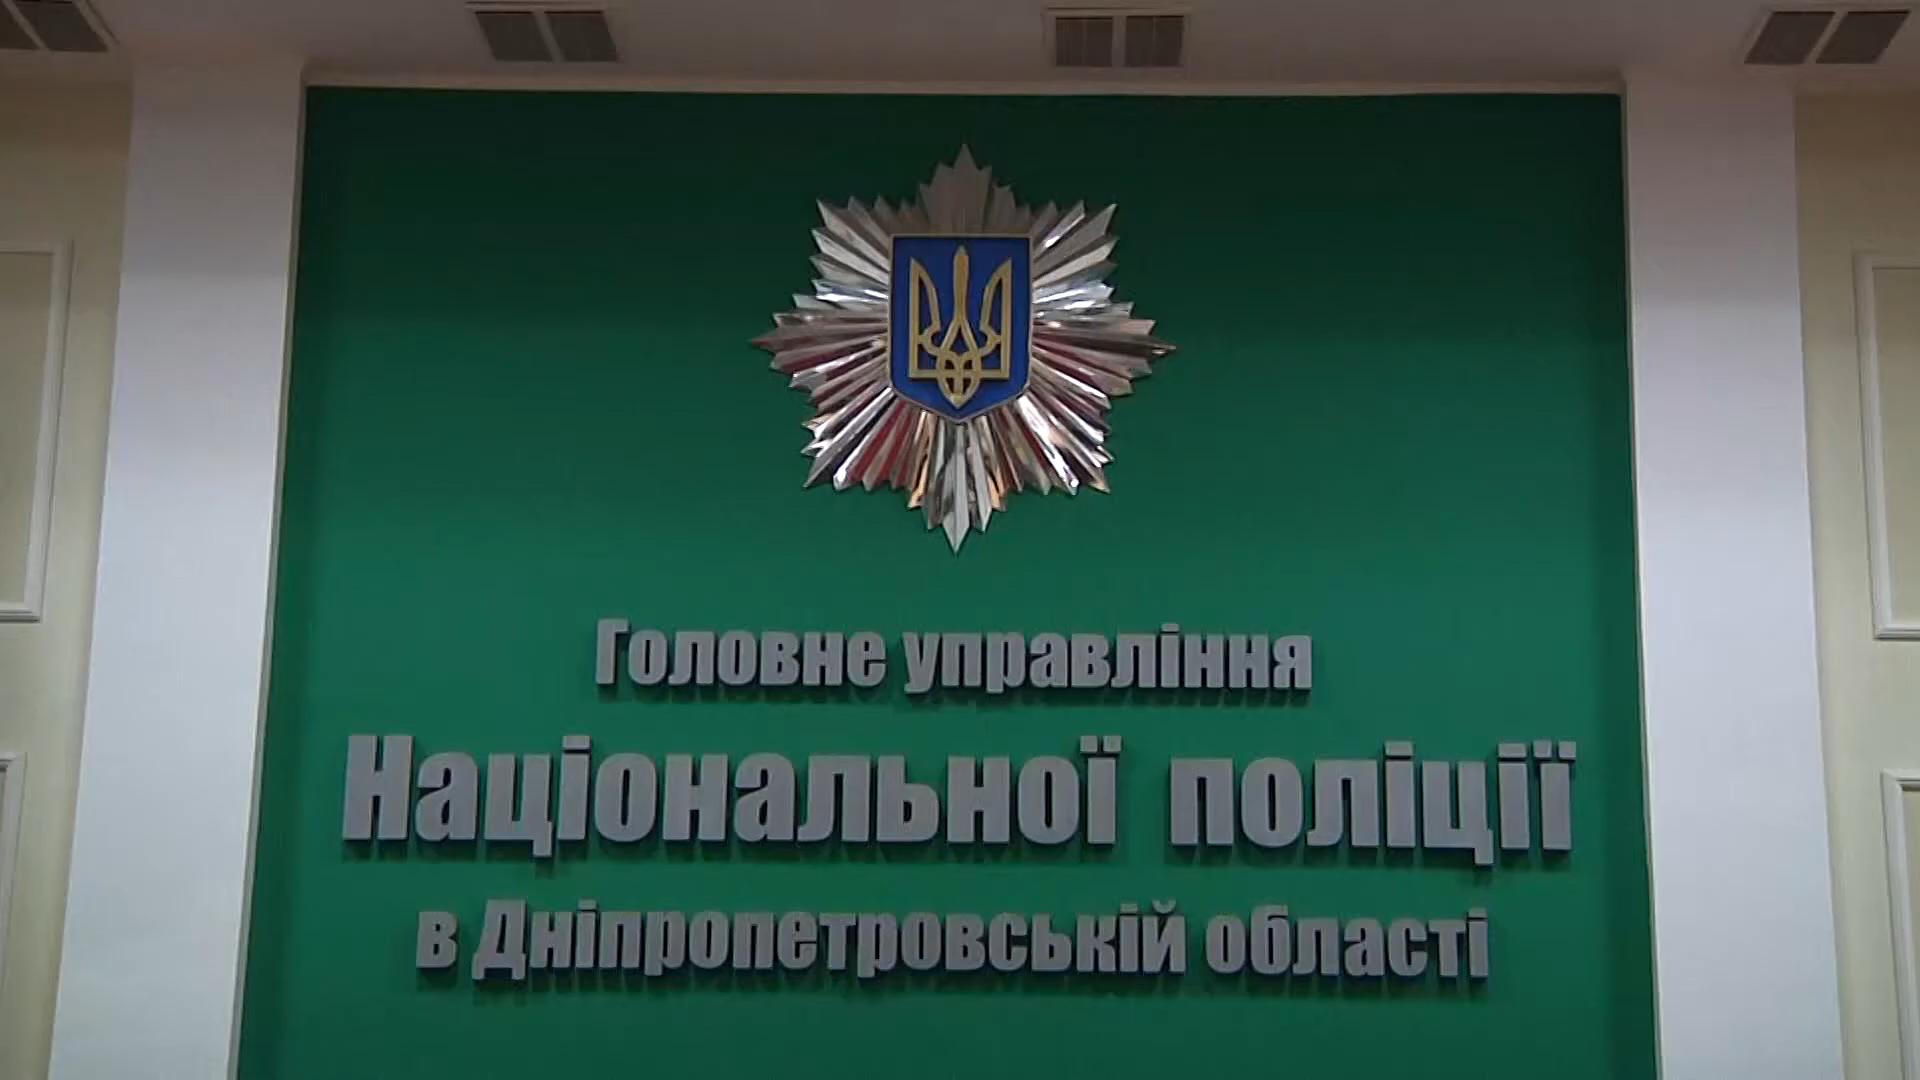 Головне управління
Національної поліції
в Дніпропетровській області